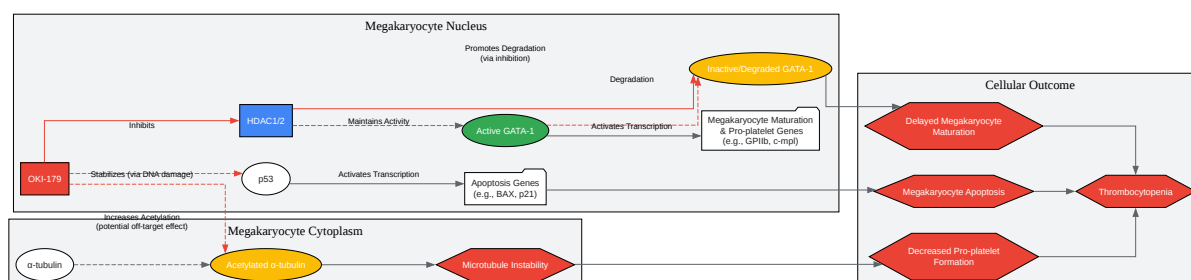 Megakaryocyte Nucleus
Promotes Degradation
(via inhibition)
Inactive/Degraded GATA-1
Degradation
Cellular Outcome
Inhibits
HDAC1/2
Maintains Activity
Active GATA-1
Activates Transcription
Megakaryocyte Maturation
& Pro-platelet Genes
(e.g., GPIIb, c-mpl)
Delayed Megakaryocyte
Maturation
OKI-179
Stabilizes (via DNA damage)
p53
Activates Transcription
Apoptosis Genes
(e.g., BAX, p21)
Megakaryocyte Apoptosis
Thrombocytopenia
Increases Acetylation
(potential off-target effect)
Megakaryocyte Cytoplasm
α-tubulin
Acetylated α-tubulin
Microtubule Instability
Decreased Pro-platelet
Formation